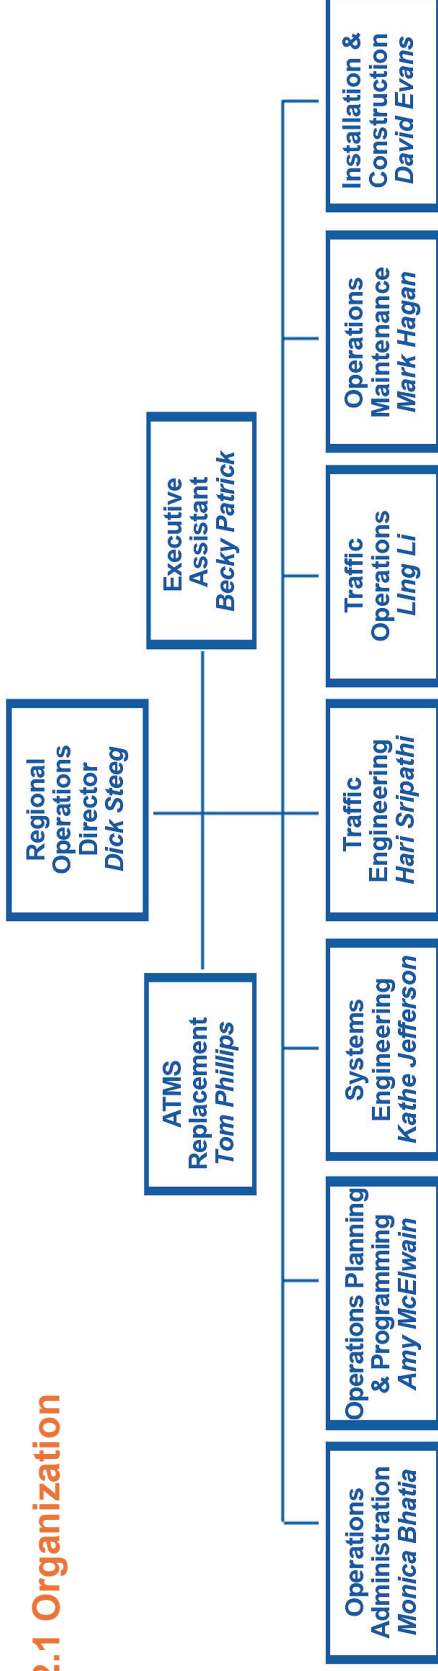 2.1 Organization
Regional
Operations
Director
Dick Steeg
ATMS
Replacement
Tom Phillips
Executive
Assistant
Becky Patrick
Operations
Administration
Monica Bhatia
Operations Planning
& Programming
Amy McElwain
Systems
Engineering
Kathe Jefferson
Traffic
Engineering
Hari Sripathi
Traffic
Operations
LIng Li
Operations
Maintenance
Mark Hagan
Installation &
Construction
David Evans